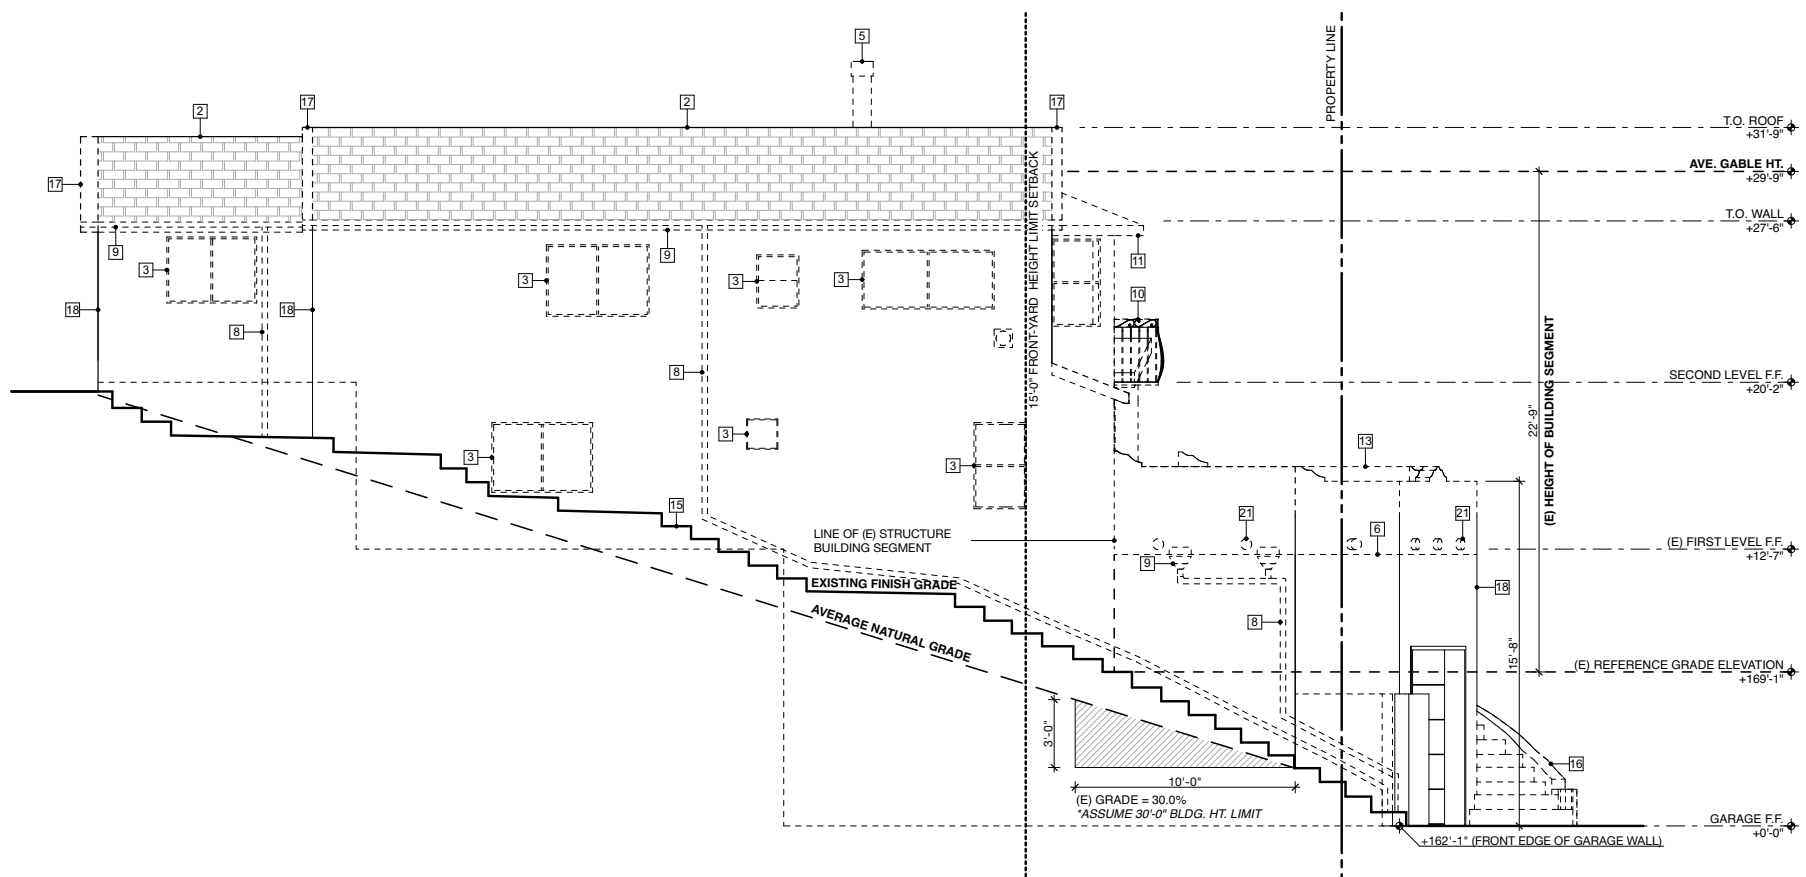 5
PROPERTY LINE
2
17
2
17
T.O. ROOF
+31'-9"
AVE. GABLE HT.
+29'-9"
17
15'-0" FRONT-YARD HEIGHT LIMIT SETBACK
T.O. WALL
+27'-6"
9
9
11
3
3
3
3
10
18
18
8
8
SECOND LEVEL F.F.
+20'-2"
22'-9"
(E) HEIGHT OF BUILDING SEGMENT
3
3
3
13
15
LINE OF (E) STRUCTURE
BUILDING SEGMENT
21
6
21
(E) FIRST LEVEL F.F.
+12'-7"
9
EXISTING FINISH GRADE
18
AVERAGE NATURAL GRADE
8
15'-8"
(E) REFERENCE GRADE ELEVATION
+169'-1"
3'-0"
16
10'-0"
(E) GRADE = 30.0%
*ASSUME 30'-0" BLDG. HT. LIMIT
GARAGE F.F.
+0'-0"
+162'-1" (FRONT EDGE OF GARAGE WALL)